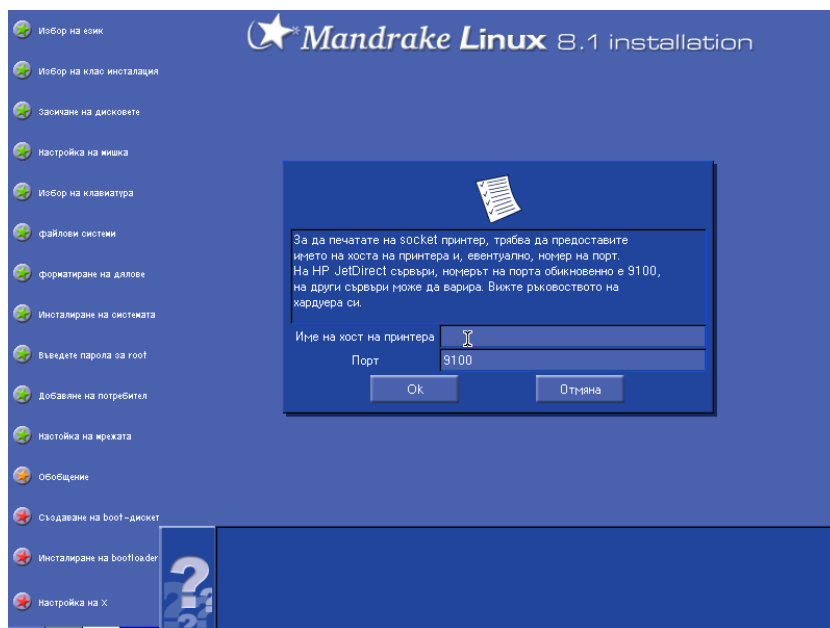 Mandrake Linux 8.1 installation
Избор на език
Избор на клас инсталация
Засичане на дисковете
Настройка на мишка
Избор на клавиатура
файлови системи
форматиране на дялове
Инсталиране на системата
Въведете парола за root
Добавяне на потребител
Настойка на мрежата
Обобщение
Създаване на boot-дискет
Инсталиране на bootloader
Настройка на X
За да печатате на socket принтер, трябва да предоставите
името на хоста на принтера и, евентуално, номер на порт.
На HP JetDirect сървъри, номерът на порта обикновенно е 9100,
на други сървъри може да варира. Вижте ръковоството на
хардуера си.
Име на хост на принтера
Порт 9100
Ok Отмяна